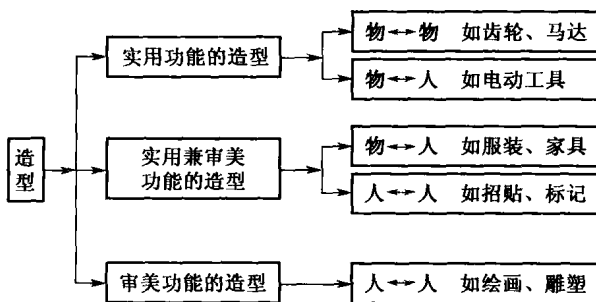 物↔物 如齿轮、马达
实用功能的造型
物↔人 如电动工具
造
型
实用兼审美
功能的造型
物↔人 如服装、家具
人↔人 如招贴、标记
审美功能的造型
人↔人 如绘画、雕塑